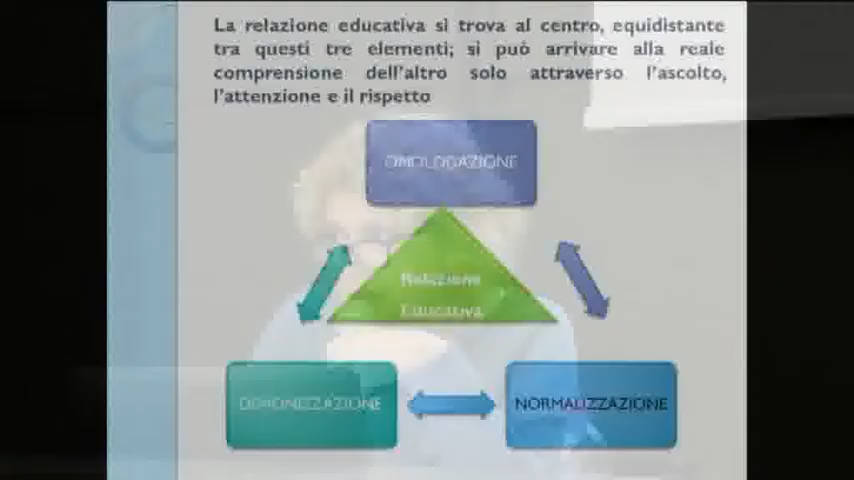 La relazione educativa si trova al centro, equidistante
tra questi tre elementi; si può arrivare alla reale
comprensione dell'altro solo attraverso l'ascolto,
l'attenzione e il rispetto
OMOLOGAZIONE
Relazione
Educativa
NORMALIZZAZIONE